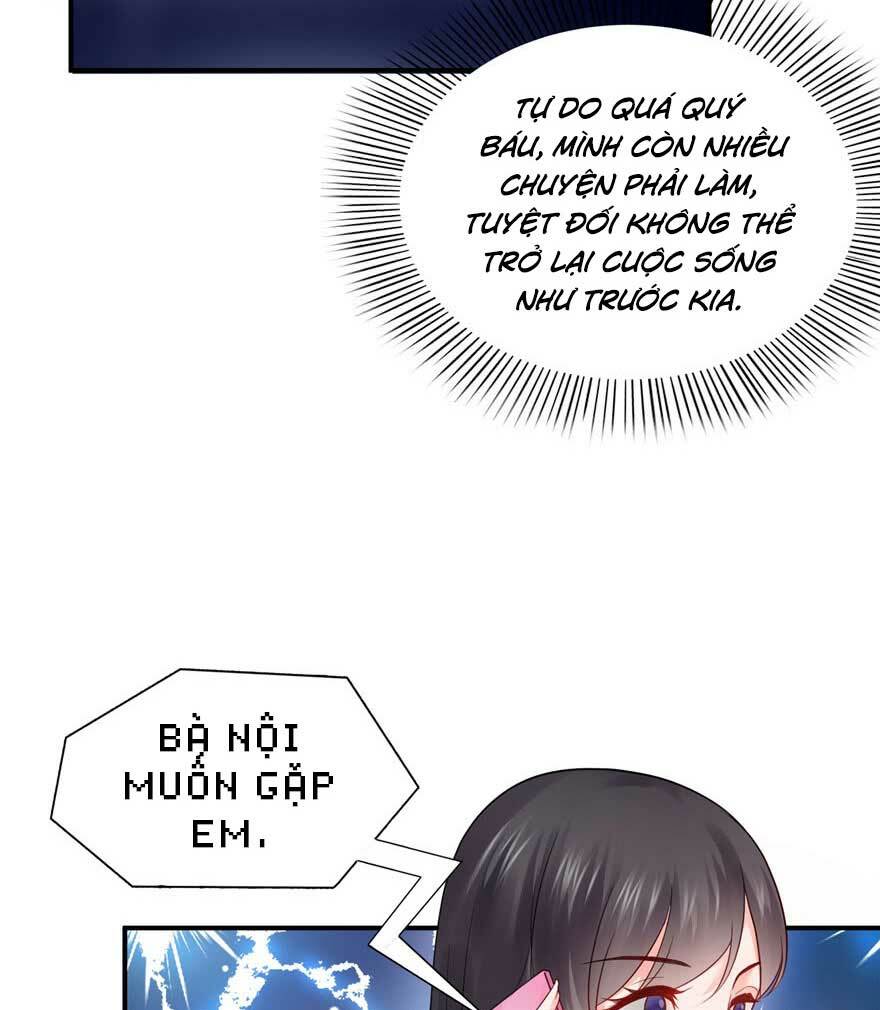 TỰ DO QUÁ QUÝ
BÁU, MÌNH CÒN NHIỀU
CHUYỆN PHẢI LÀM,
TUYỆT ĐỐI KHÔNG THỂ
TRỞ LẠI CUỘC SỐNG
NHƯ TRƯỚC KIA.
BÀ NỘI
MUỐN GẶP
EM.